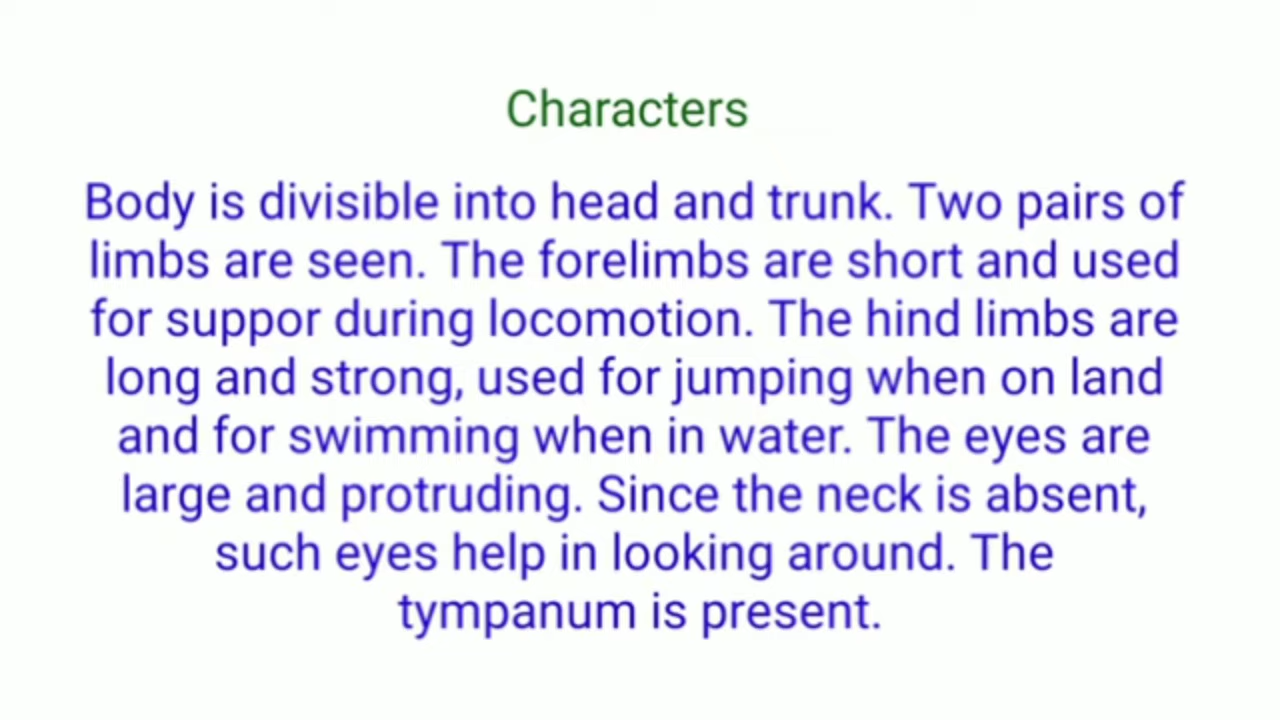 Characters
Body is divisible into head and trunk. Two pairs of
limbs are seen. The forelimbs are short and used
for suppor during locomotion. The hind limbs are
long and strong, used for jumping when on land
and for swimming when in water. The eyes are
large and protruding. Since the neck is absent,
such eyes help in looking around. The
tympanum is present.